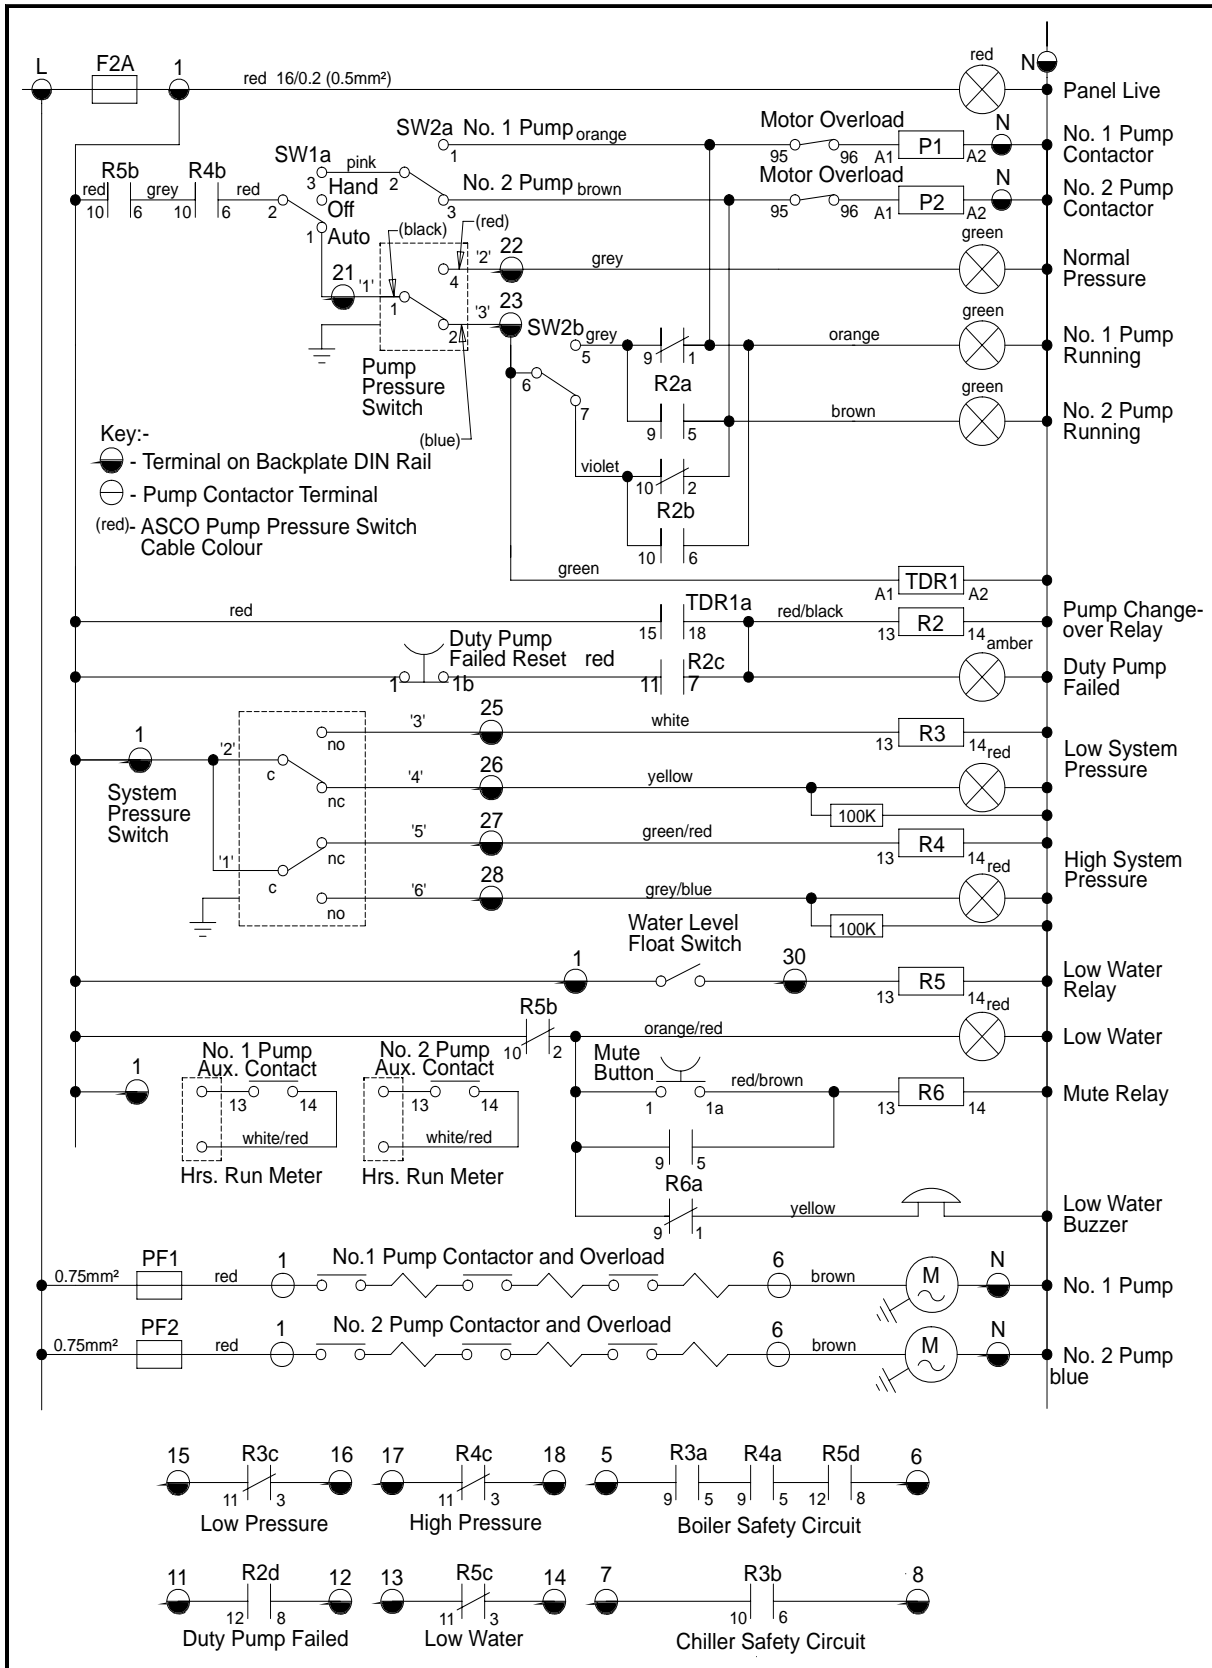 L F2A 1 red 16/0.2 (0.5mm²) red N Panel Live
SW2a No. 1 Pump orange 1 Motor Overload 95 96 A1 P1 A2 N No. 1 Pump
Contactor
R5b R4b SW1a pink 2 No. 2 Pump brown 3 Motor Overload 95 96 A1 P2 A2 N No. 2 Pump
Contactor
red 10 6 grey 10 6 red 2 3 Hand
Off
1 Auto
(black) (red) green
21 '1' 1 4 '2' 22 grey Normal
Pressure
2 '3' 23 SW2b green
5 grey 9 1 orange No. 1 Pump
Running
Pump
Pressure
Switch
6 7 R2a green
9 5 brown No. 2 Pump
Running
(blue)
Key:-
- Terminal on Backplate DIN Rail
- Pump Contactor Terminal
(red)- ASCO Pump Pressure Switch
Cable Colour
violet 10 2
R2b
10 6
green A1 TDR1 A2
red TDR1a 15 18 red/black 13 R2 14 Pump Change-
over Relay
Duty Pump
Failed Reset red 1 1b R2c 11 7 amber Duty Pump
Failed
1 '2' c no '3' 25 white 13 R3 14 Low System
Pressure
System
Pressure
Switch
nc '4' 26 yellow red
100K
'1' c nc '5' 27 green/red 13 R4 14 High System
Pressure
no '6' 28 grey/blue red
100K
Water Level
Float Switch
1 30 13 R5 14 Low Water
Relay
R5b 10 2 orange/red red Low Water
1 No. 1 Pump
Aux. Contact
13 14
white/red
Hrs. Run Meter
No. 2 Pump
Aux. Contact
13 14
white/red
Hrs. Run Meter
Mute
Button
1 1a red/brown 13 R6 14 Mute Relay
9 5
R6a
9 1 yellow Low Water
Buzzer
0.75mm² PF1 red 1 No.1 Pump Contactor and Overload 6 brown M N No. 1 Pump
0.75mm² PF2 red 1 No. 2 Pump Contactor and Overload 6 brown M N No. 2 Pump
blue
15 R3c 16 17 R4c 18 5 R3a R4a R5d 6
11 3 11 3 9 5 9 5 12 8
Low Pressure High Pressure Boiler Safety Circuit
11 R2d 12 13 R5c 14 7 R3b 8
12 8 11 3 10 6
Duty Pump Failed Low Water Chiller Safety Circuit